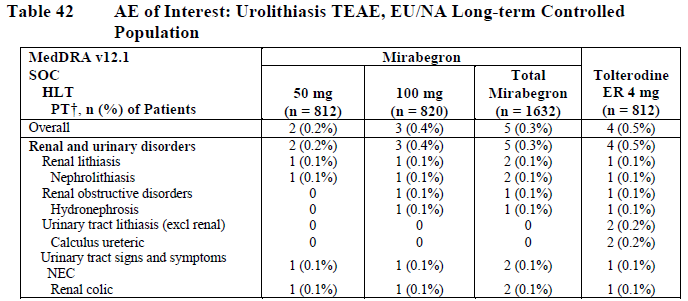 Table 42 AE of Interest: Urolithiasis TEAE, EU/NA Long-term Controlled
Population
MedDRA v12.1 Mirabegron
SOC Total Tolterodine
HLT 50 mg 100 mg Mirabegron ER 4 mg
PT†, n (%) of Patients (n = 812) (n = 820) (n = 1632) (n = 812)
Overall 2 (0.2%) 3 (0.4%) 5 (0.3%) 4 (0.5%)
Renal and urinary disorders 2 (0.2%) 3 (0.4%) 5 (0.3%) 4 (0.5%)
Renal lithiasis 1 (0.1%) 1 (0.1%) 2 (0.1%) 1 (0.1%)
Nephrolithiasis 1 (0.1%) 1 (0.1%) 2 (0.1%) 1 (0.1%)
Renal obstructive disorders 0 1 (0.1%) 1 (0.1%) 1 (0.1%)
Hydronephrosis 0 1 (0.1%) 1 (0.1%) 1 (0.1%)
Urinary tract lithiasis (excl renal) 0 0 0 2 (0.2%)
Calculus ureteric 0 0 0 2 (0.2%)
Urinary tract signs and symptoms
NEC 1 (0.1%) 1 (0.1%) 2 (0.1%) 1 (0.1%)
Renal colic 1 (0.1%) 1 (0.1%) 2 (0.1%) 1 (0.1%)